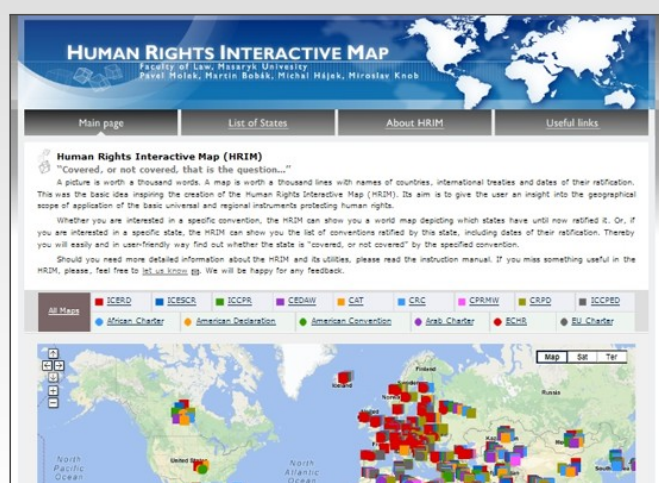 HUMAN RIGHTS INTERACTIVE MAP
Faculty of Law, Masaryk Univesity
Pavel Molek, Martin Bobák, Michal Hájek, Miroslav Knob
Main page
List of States
About HRIM
Useful links
Human Rights Interactive Map (HRIM)
"Covered, or not covered, that is the question..."
A picture is worth a thousand words. A map is worth a thousand lines with names of countries, international treaties and dates of their ratification.
This was the basic idea inspiring the creation of the Human Rights Interactive Map (HRIM). Its aim is to give the user an insight into the geographical
scope of application of the basic universal and regional instruments protecting human rights.
Whether you are interested in a specific convention, the HRIM can show you a world map depicting which states have until now ratified it. Or, if
you are interested in a specific state, the HRIM can show you the list of conventions ratified by this state, including dates of their ratification. Thereby
you will easily and in user-friendly way find out whether the state is "covered, or not covered" by the specified convention.
Should you need more detailed information about the HRIM and its utilities, please read the instruction manual. If you miss something useful in the
HRIM, please, feel free to let us know. We will be happy for any feedback.
All Maps
ICERD
ICESCR
ICCPR
CEDAW
CAT
CRC
CPRMW
CRPD
ICCPED
African Charter
American Declaration
American Convention
Arab Charter
ECHR
EU Charter
Map
Sat
Ter
Finland
Iceland
Russia
North
Pacific
Ocean
North
Atlantic
Ocean